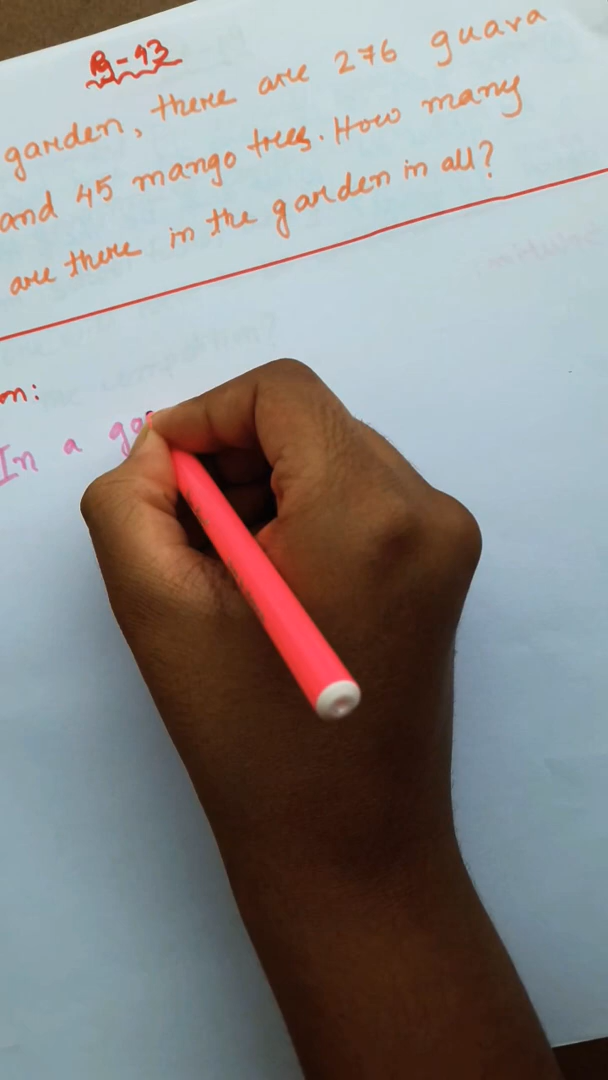 B-93
garden, there are 276 guava
and 45 mango trees. How many
are there in the garden in all?
m:
In a ga